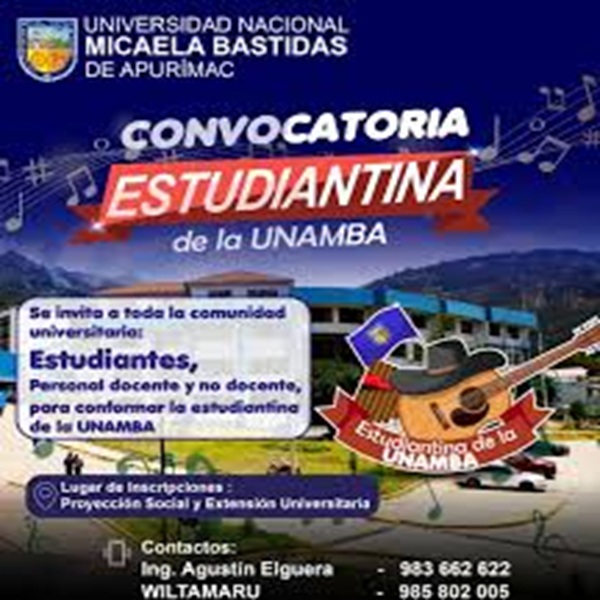 UNIVERSIDAD NACIONAL
MICAELA BASTIDAS
DE APURÍMAC
CONVOCATORIA
ESTUDIANTINA
de la UNAMBA
Se invita a toda la comunidad
universitaria:
Estudiantes,
Personal docente y no docente,
para conformar la estudiantina
de la UNAMBA
Estudiantina de la
UNAMBA
Lugar de Inscripciones :
Proyección Social y Extensión Universitaria
Contactos:
Ing. Agustín Elguera - 983 662 622
WILTAMARU - 985 802 005